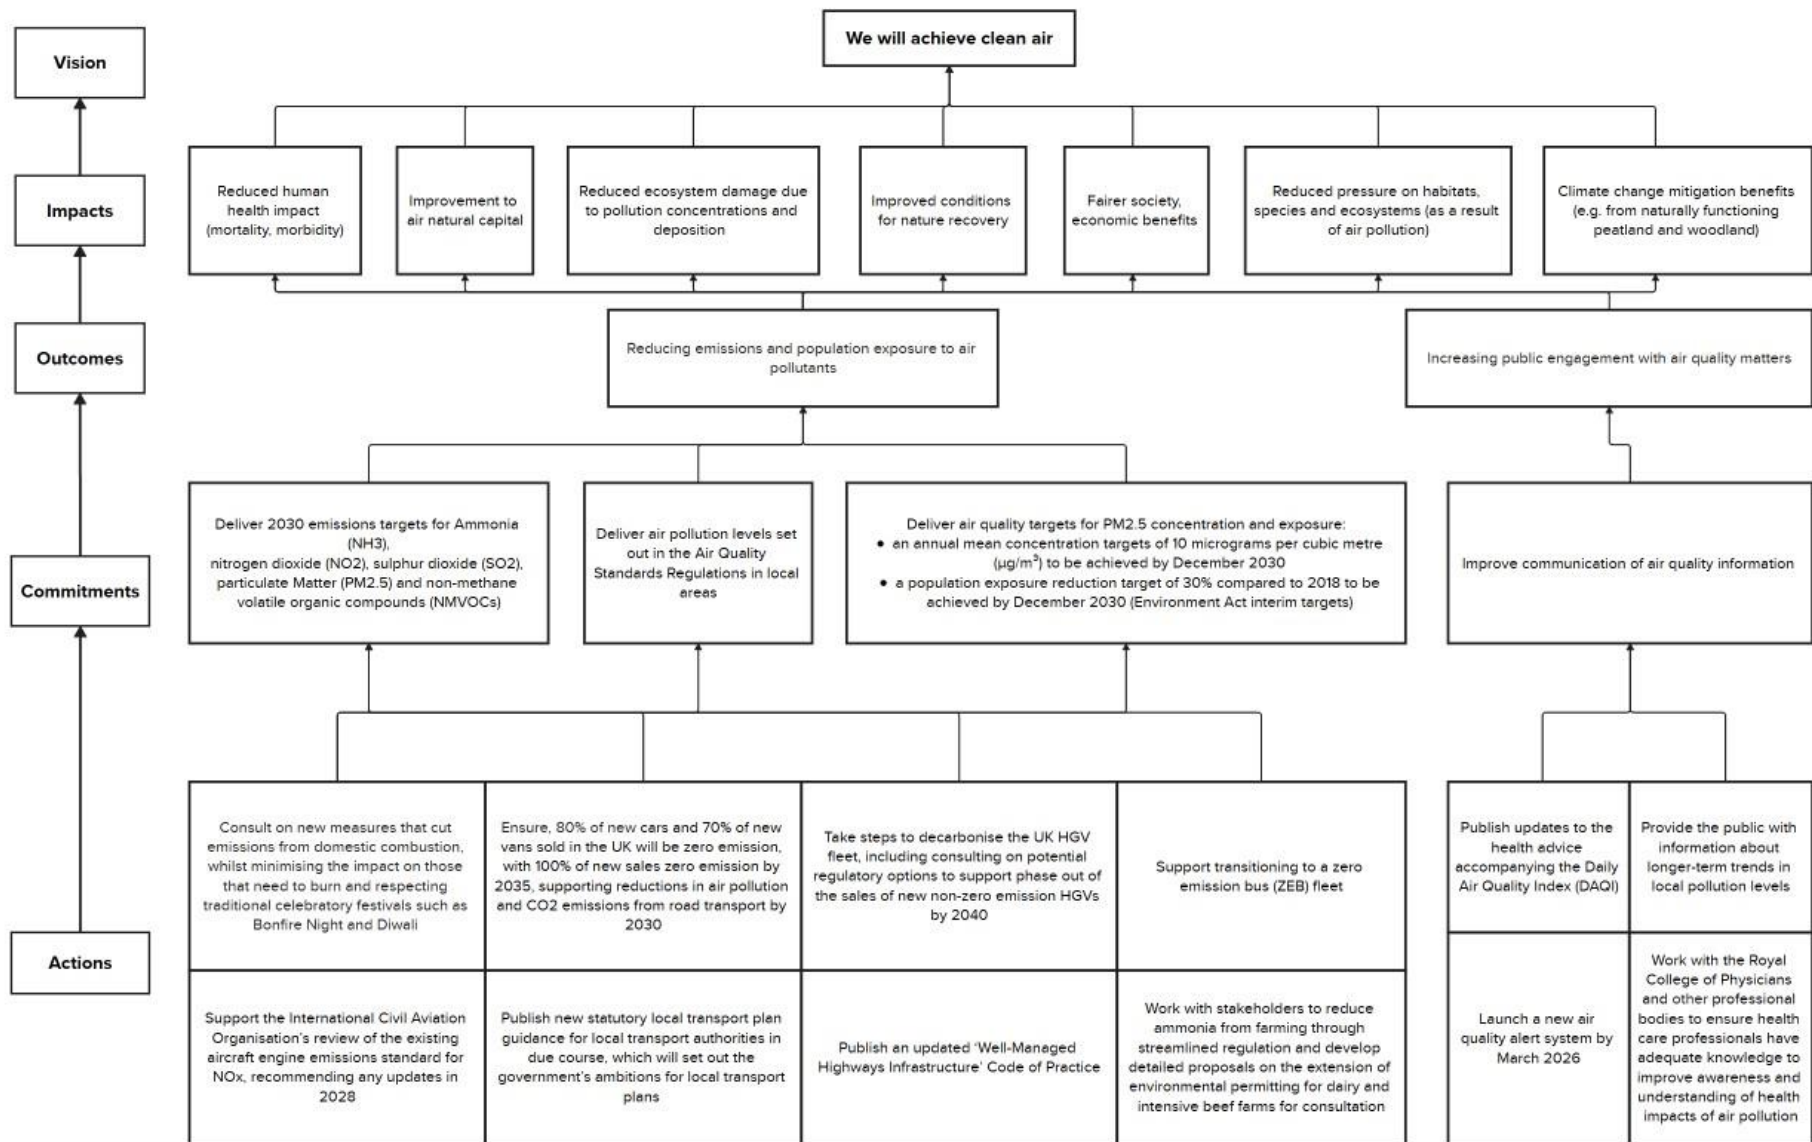 We will achieve clean air
Vision
Impacts
Reduced human
health impact
(mortality, morbidity)
Improvement to
air natural capital
Reduced ecosystem damage due
to pollution concentrations and
deposition
Improved conditions
for nature recovery
Fairer society,
economic benefits
Reduced pressure on habitats,
species and ecosystems (as a result
of air pollution)
Climate change mitigation benefits
(e.g. from naturally functioning
peatland and woodland)
Outcomes
Reducing emissions and population exposure to air
pollutants
Increasing public engagement with air quality matters
Commitments
Deliver 2030 emissions targets for Ammonia
(NH3),
nitrogen dioxide (NO2), sulphur dioxide (SO2),
particulate Matter (PM2.5) and non-methane
volatile organic compounds (NMVOCs)
Deliver air pollution levels set
out in the Air Quality
Standards Regulations in local
areas
Deliver air quality targets for PM2.5 concentration and exposure:
• an annual mean concentration targets of 10 micrograms per cubic metre
(µg/m³) to be achieved by December 2030
• a population exposure reduction target of 30% compared to 2018 to be
achieved by December 2030 (Environment Act interim targets)
Improve communication of air quality information
Actions
Consult on new measures that cut
emissions from domestic combustion,
whilst minimising the impact on those
that need to burn and respecting
traditional celebratory festivals such as
Bonfire Night and Diwali
Ensure, 80% of new cars and 70% of new
vans sold in the UK will be zero emission,
with 100% of new sales zero emission by
2035, supporting reductions in air pollution
and CO2 emissions from road transport by
2030
Take steps to decarbonise the UK HGV
fleet, including consulting on potential
regulatory options to support phase out of
the sales of new non-zero emission HGVs
by 2040
Support transitioning to a zero
emission bus (ZEB) fleet
Publish updates to the
health advice
accompanying the Daily
Air Quality Index (DAQI)
Provide the public with
information about
longer-term trends in
local pollution levels
Support the International Civil Aviation
Organisation's review of the existing
aircraft engine emissions standard for
NOx, recommending any updates in
2028
Publish new statutory local transport plan
guidance for local transport authorities in
due course, which will set out the
government's ambitions for local transport
plans
Publish an updated 'Well-Managed
Highways Infrastructure' Code of Practice
Work with stakeholders to reduce
ammonia from farming through
streamlined regulation and develop
detailed proposals on the extension of
environmental permitting for dairy and
intensive beef farms for consultation
Launch a new air
quality alert system by
March 2026
Work with the Royal
College of Physicians
and other professional
bodies to ensure health
care professionals have
adequate knowledge to
improve awareness and
understanding of health
impacts of air pollution